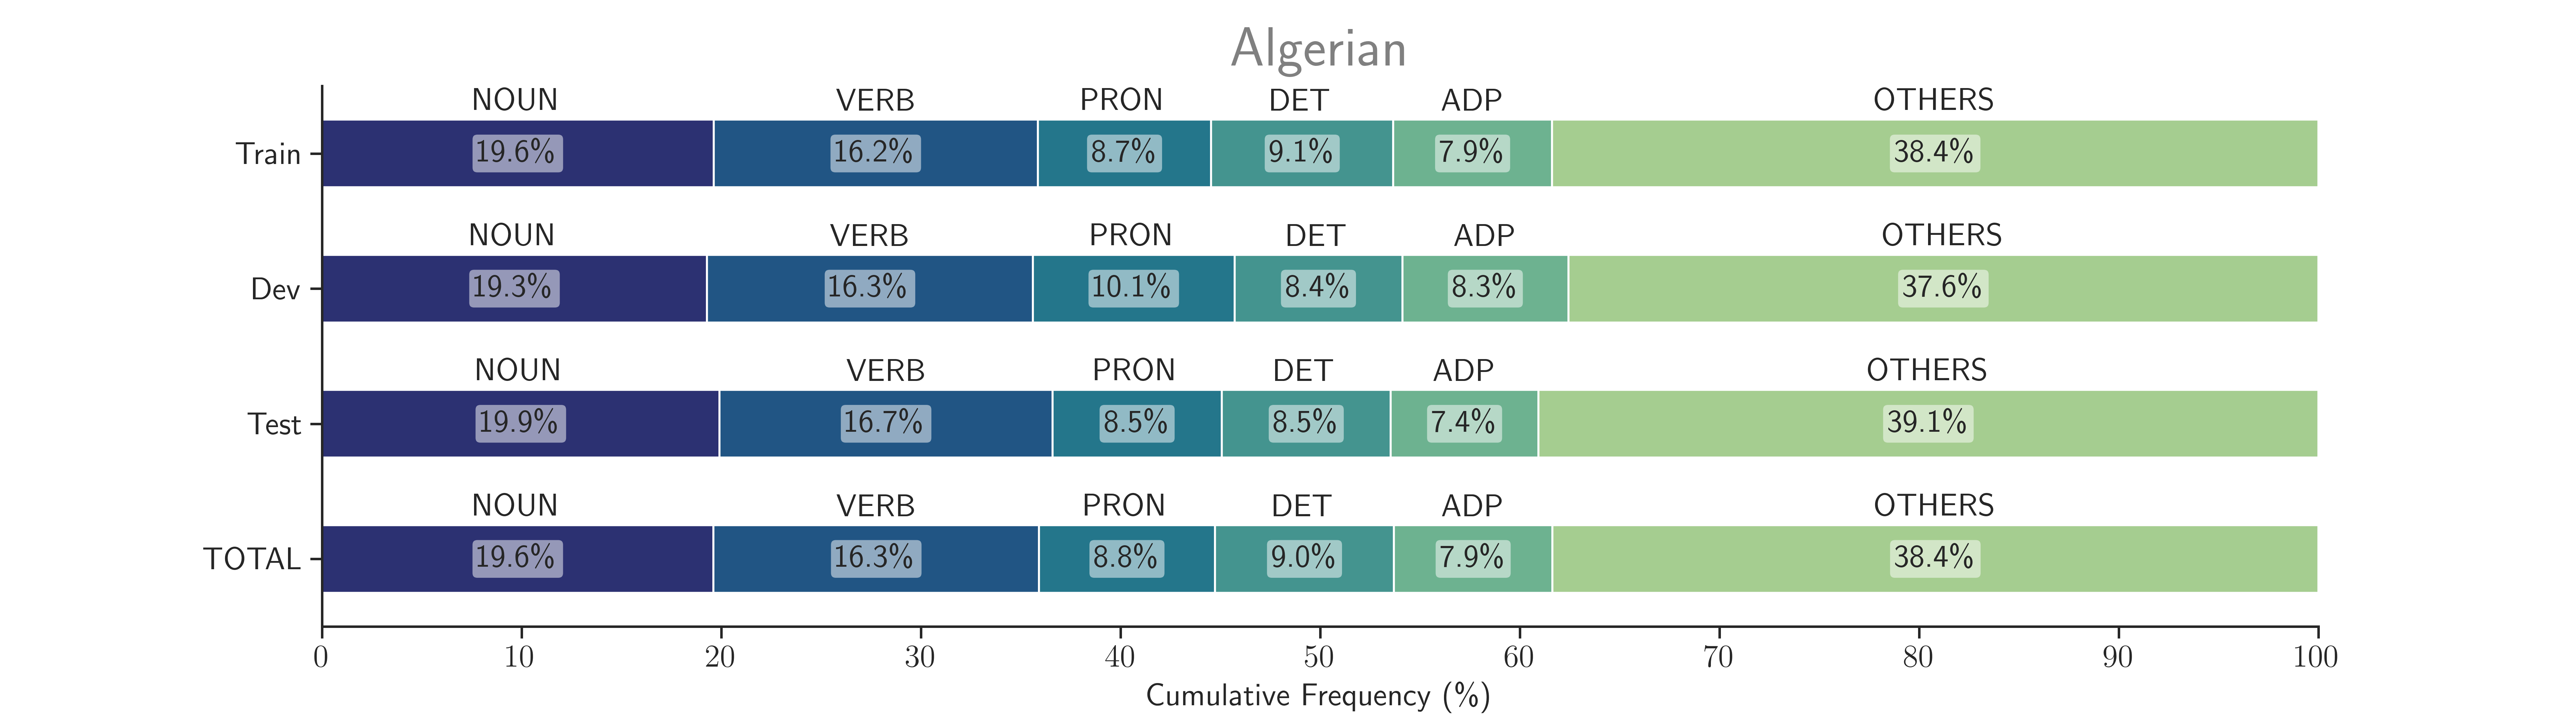 Algerian
NOUN VERB PRON DET ADP OTHERS
Train 19.6% 16.2% 8.7% 9.1% 7.9% 38.4%
NOUN VERB PRON DET ADP OTHERS
Dev 19.3% 16.3% 10.1% 8.4% 8.3% 37.6%
NOUN VERB PRON DET ADP OTHERS
Test 19.9% 16.7% 8.5% 8.5% 7.4% 39.1%
NOUN VERB PRON DET ADP OTHERS
TOTAL 19.6% 16.3% 8.8% 9.0% 7.9% 38.4%
0 10 20 30 40 50 60 70 80 90 100
Cumulative Frequency (%)